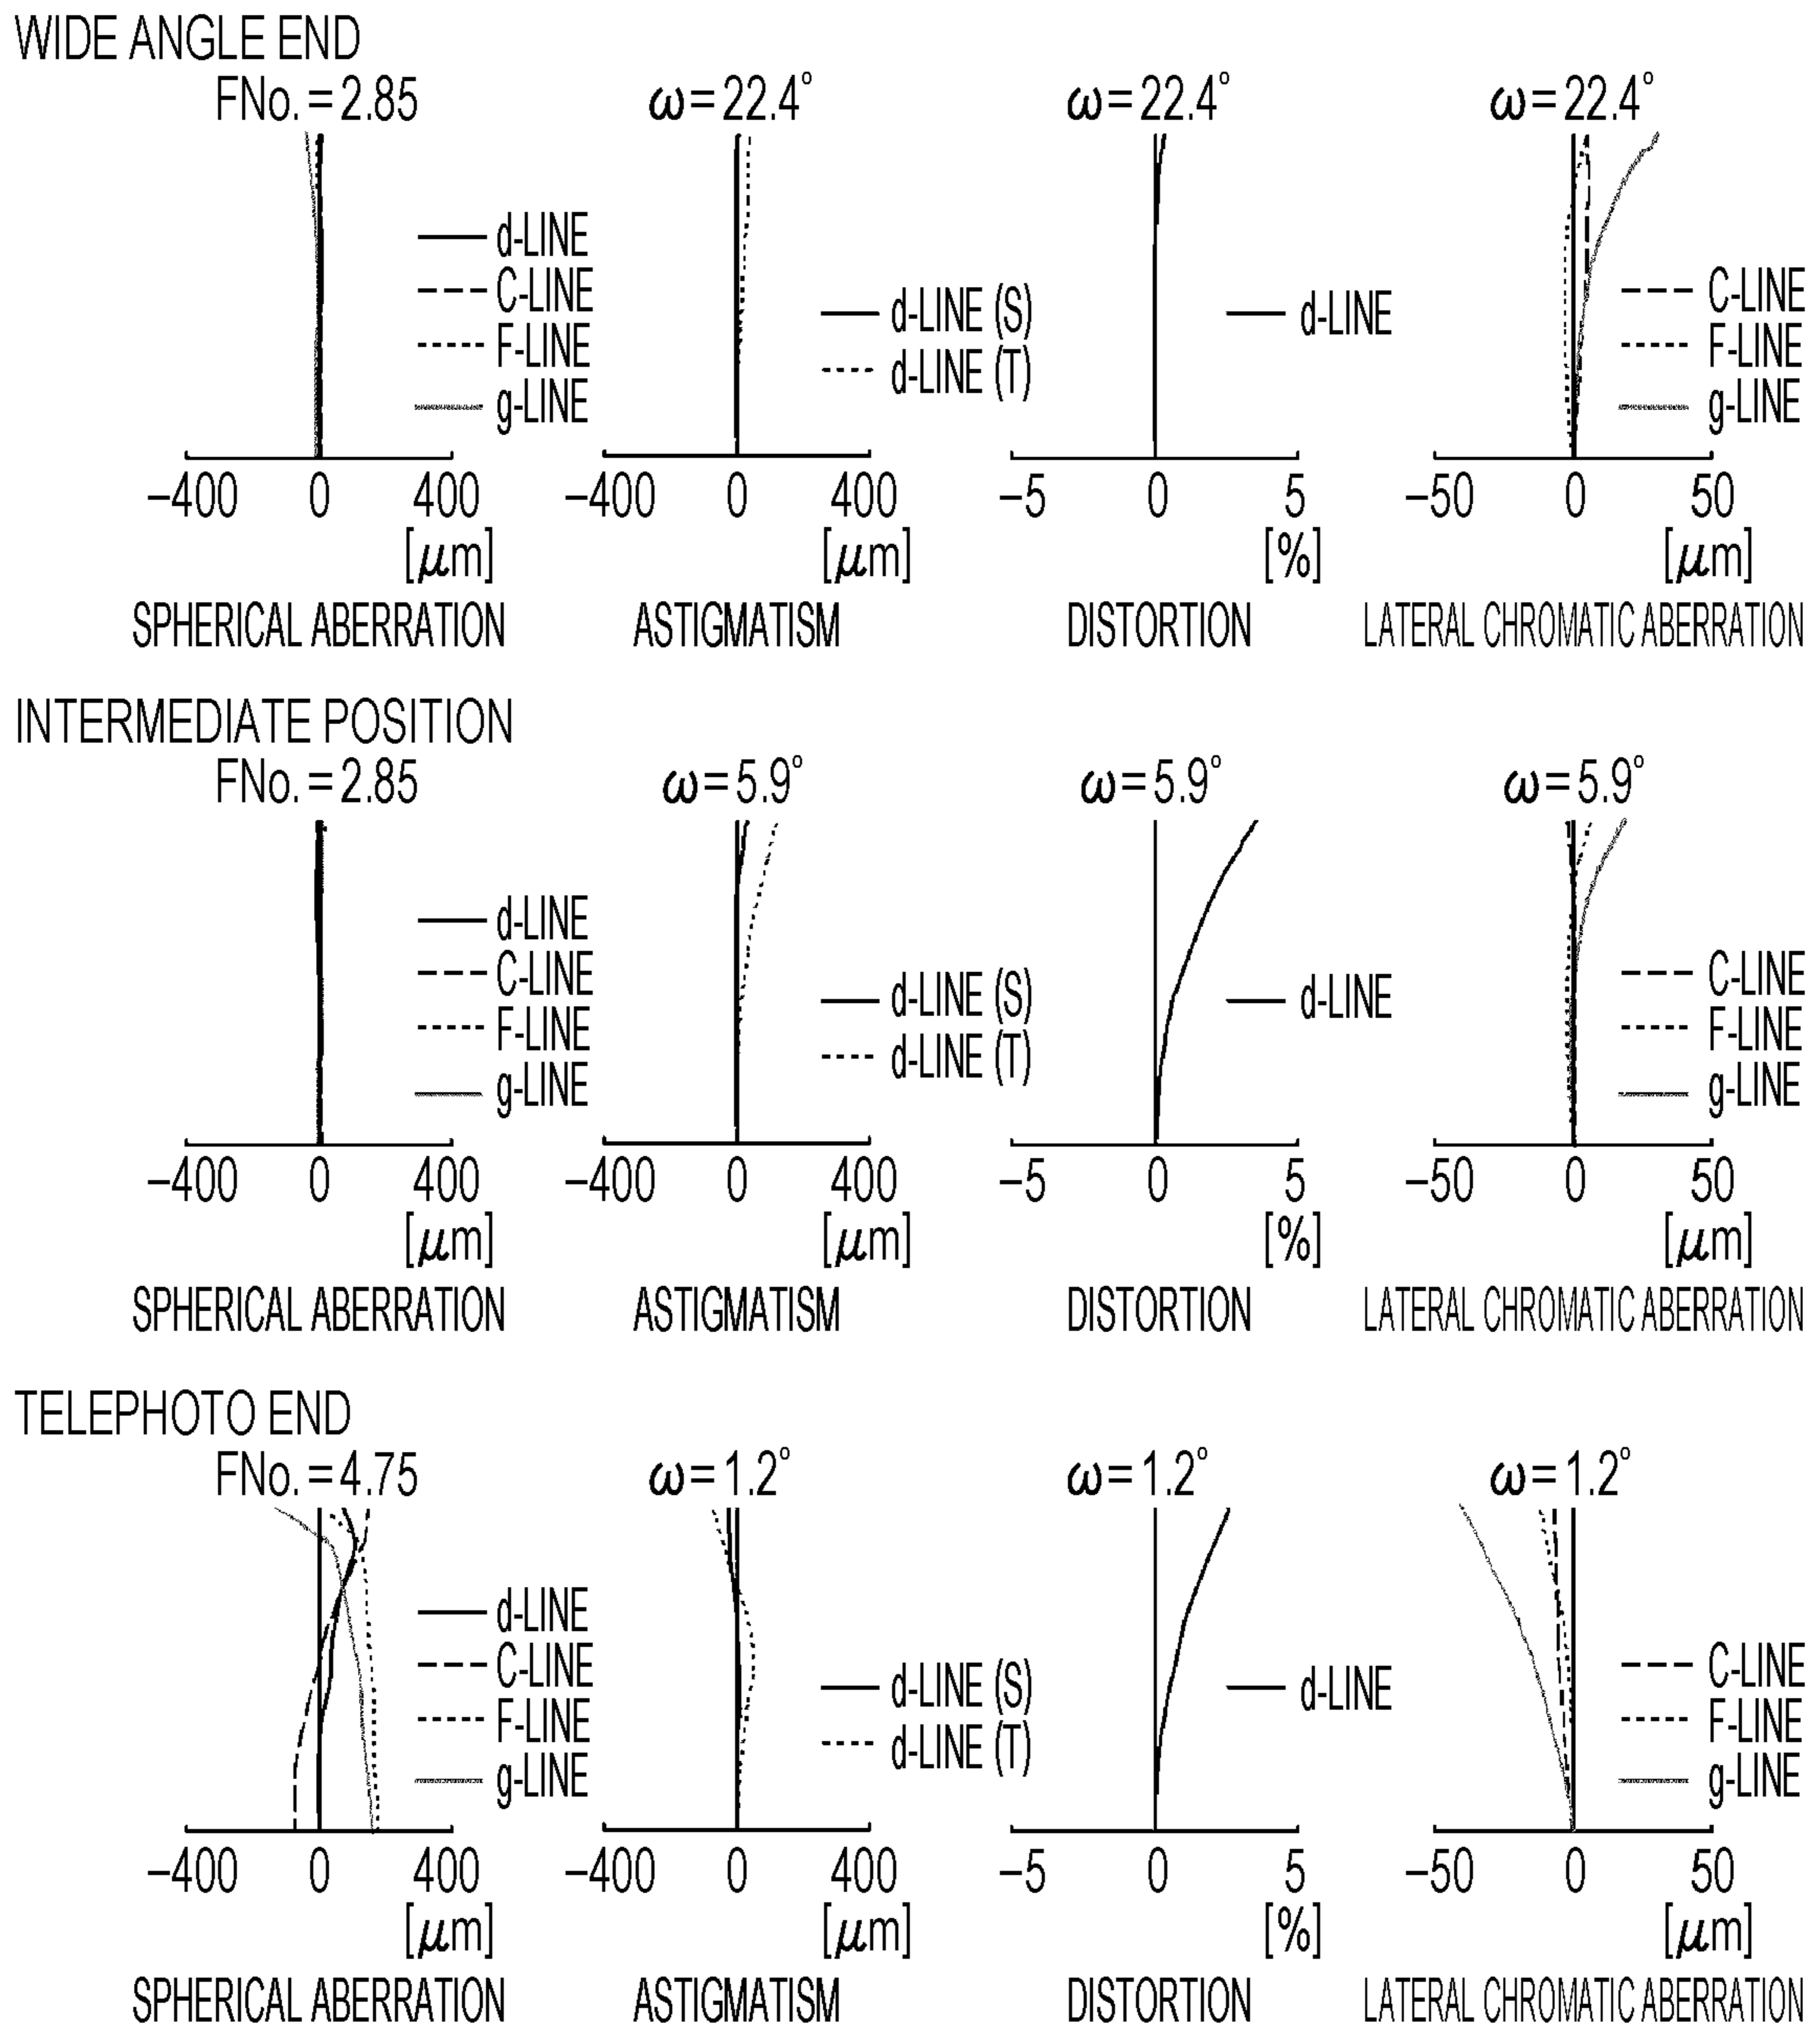 WIDE ANGLE END
FNo.=2.85
ω=22.4°
ω=22.4°
ω=22.4°
d-LINE
C-LINE
F-LINE
g-LINE
d-LINE (S)
d-LINE (T)
d-LINE
C-LINE
F-LINE
g-LINE
−400 0 400
−400 0 400
−5 0 5
−50 0 50
[μm]
[μm]
[%]
[μm]
SPHERICAL ABERRATION
ASTIGMATISM
DISTORTION
LATERAL CHROMATIC ABERRATION
INTERMEDIATE POSITION
FNo.=2.85
ω=5.9°
ω=5.9°
ω=5.9°
d-LINE
C-LINE
F-LINE
g-LINE
d-LINE (S)
d-LINE (T)
d-LINE
C-LINE
F-LINE
g-LINE
−400 0 400
−400 0 400
−5 0 5
−50 0 50
[μm]
[μm]
[%]
[μm]
SPHERICAL ABERRATION
ASTIGMATISM
DISTORTION
LATERAL CHROMATIC ABERRATION
TELEPHOTO END
FNo.=4.75
ω=1.2°
ω=1.2°
ω=1.2°
d-LINE
C-LINE
F-LINE
g-LINE
d-LINE (S)
d-LINE (T)
d-LINE
C-LINE
F-LINE
g-LINE
−400 0 400
−400 0 400
−5 0 5
−50 0 50
[μm]
[μm]
[%]
[μm]
SPHERICAL ABERRATION
ASTIGMATISM
DISTORTION
LATERAL CHROMATIC ABERRATION